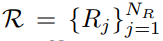 ℛ = {R_j}_{j=1}^{N_R}